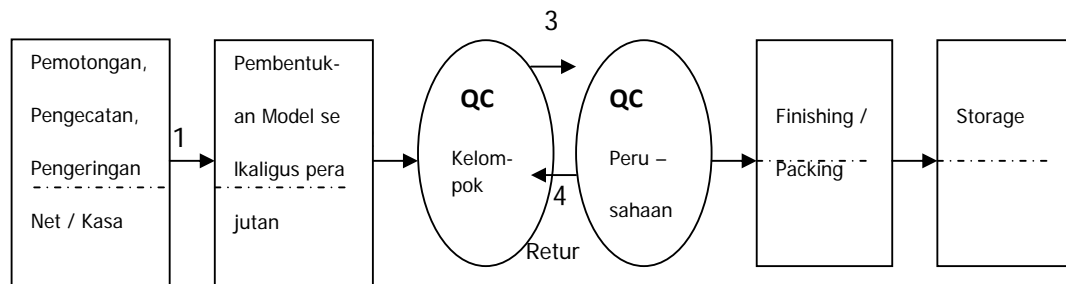 Pemotongan,
Pengecatan,
Pengeringan
Net / Kasa
1
Pembentuk-
an Model se
Ikaligus pera
jutan
QC
Kelom-
pok
3
4
Retur
QC
Peru –
sahaan
Finishing /
Packing
Storage